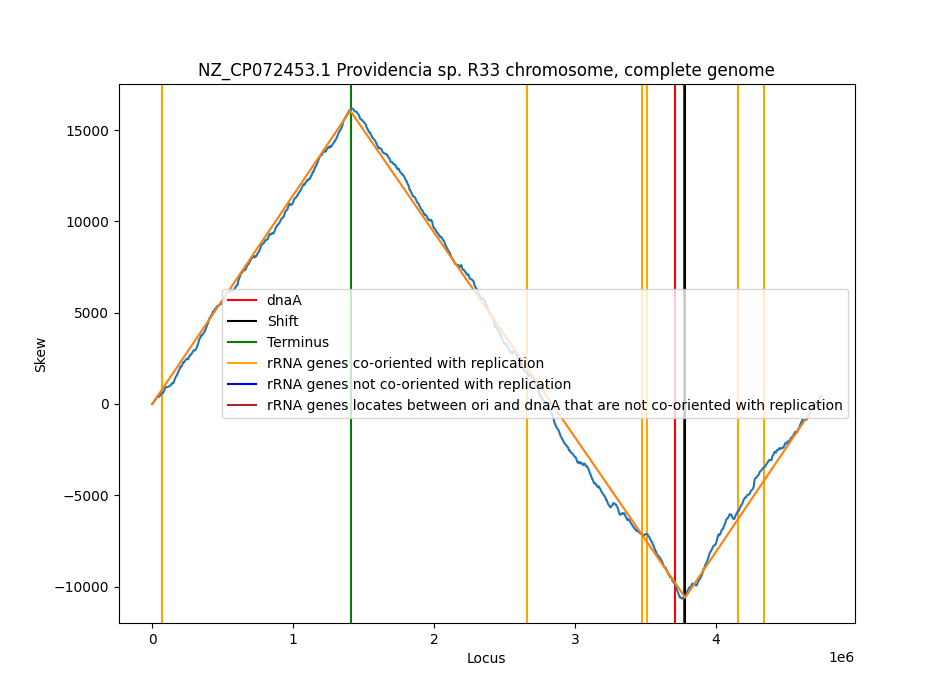 NZ_CP072453.1 Providencia sp. R33 chromosome, complete genome
15000
10000
5000
0
−5000
−10000
Skew
dnaA
Shift
Terminus
rRNA genes co-oriented with replication
rRNA genes not co-oriented with replication
rRNA genes locates between ori and dnaA that are not co-oriented with replication
0 1 2 3 4
1e6
Locus